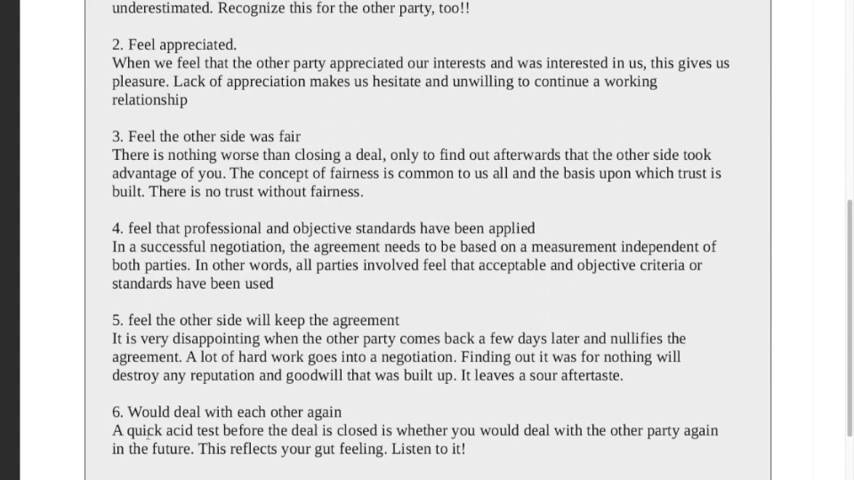 underestimated. Recognize this for the other party, too!!
2. Feel appreciated.
When we feel that the other party appreciated our interests and was interested in us, this gives us
pleasure. Lack of appreciation makes us hesitate and unwilling to continue a working
relationship
3. Feel the other side was fair
There is nothing worse than closing a deal, only to find out afterwards that the other side took
advantage of you. The concept of fairness is common to us all and the basis upon which trust is
built. There is no trust without fairness.
4. feel that professional and objective standards have been applied
In a successful negotiation, the agreement needs to be based on a measurement independent of
both parties. In other words, all parties involved feel that acceptable and objective criteria or
standards have been used
5. feel the other side will keep the agreement
It is very disappointing when the other party comes back a few days later and nullifies the
agreement. A lot of hard work goes into a negotiation. Finding out it was for nothing will
destroy any reputation and goodwill that was built up. It leaves a sour aftertaste.
6. Would deal with each other again
A quick acid test before the deal is closed is whether you would deal with the other party again
in the future. This reflects your gut feeling. Listen to it!